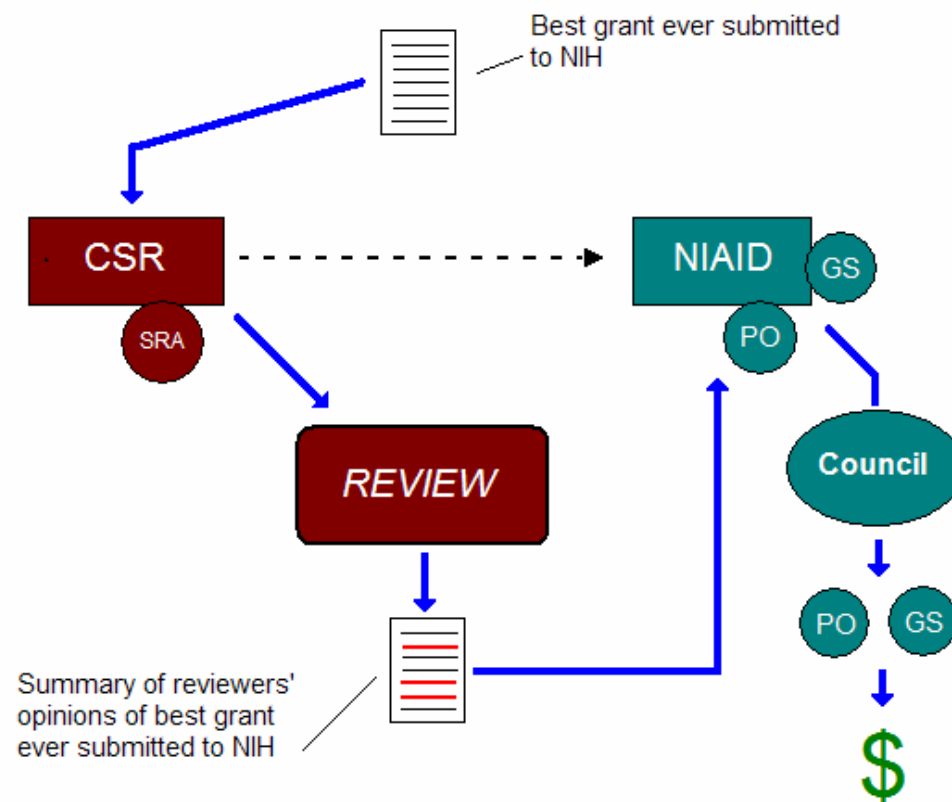 Best grant ever submitted
to NIH
CSR
SRA
NIAID
GS
PO
REVIEW
Council
PO
GS
Summary of reviewers'
opinions of best grant
ever submitted to NIH
$